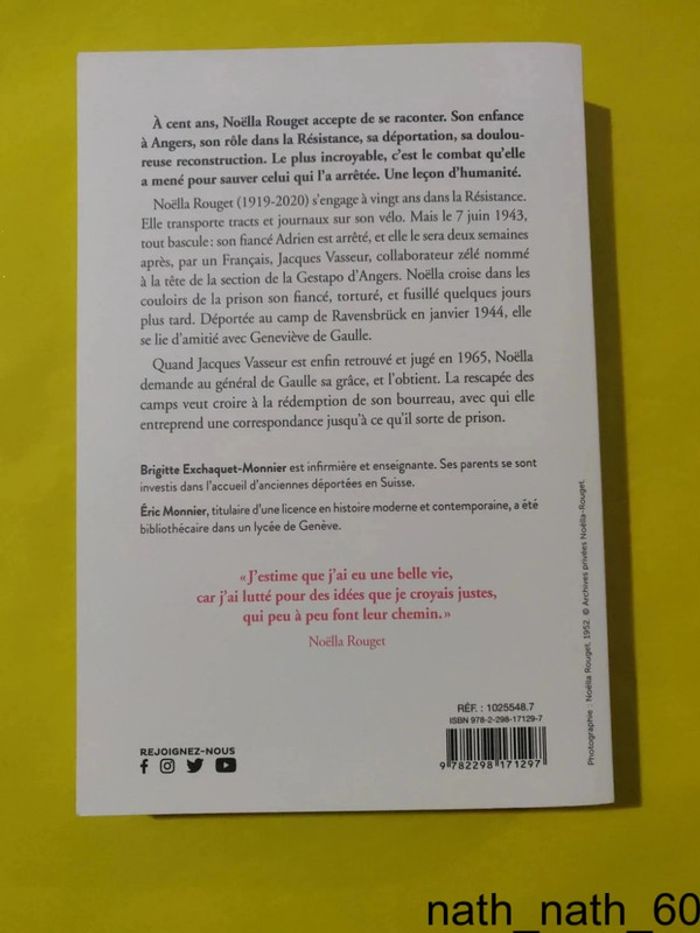 À cent ans, Noëlla Rouget accepte de se raconter. Son enfance
à Angers, son rôle dans la Résistance, sa déportation, sa doulou-
reuse reconstruction. Le plus incroyable, c'est le combat qu'elle
a mené pour sauver celui qui l'a arrêtée. Une leçon d'humanité.
Noëlla Rouget (1919-2020) s'engage à vingt ans dans la Résistance.
Elle transporte tracts et journaux sur son vélo. Mais le 7 juin 1943,
tout bascule : son fiancé Adrien est arrêté, et elle le sera deux semaines
après, par un Français, Jacques Vasseur, collaborateur zélé nommé
à la tête de la section de la Gestapo d'Angers. Noëlla croise dans les
couloirs de la prison son fiancé, torturé, et fusillé quelques jours
plus tard. Déportée au camp de Ravensbrück en janvier 1944, elle
se lie d'amitié avec Geneviève de Gaulle.
Quand Jacques Vasseur est enfin retrouvé et jugé en 1965, Noëlla
demande au général de Gaulle sa grâce, et l'obtient. La rescapée des
camps veut croire à la rédemption de son bourreau, avec qui elle
entreprend une correspondance jusqu'à ce qu'il sorte de prison.
Brigitte Exchaquet-Monnier est infirmière et enseignante. Ses parents se sont
investis dans l'accueil d'anciennes déportées en Suisse.
Éric Monnier, titulaire d'une licence en histoire moderne et contemporaine, a été
bibliothécaire dans un lycée de Genève.
« J'estime que j'ai eu une belle vie,
car j'ai lutté pour des idées que je croyais justes,
qui peu à peu font leur chemin. »
Noëlla Rouget
Photographie : Noëlla Rouget, 1952. © Archives privées Noëlla-Rouget.
RÉF. : 1025548.7
ISBN 978-2-298-17129-7
9 782298 171297
REJOIGNEZ-NOUS
nath_nath_60